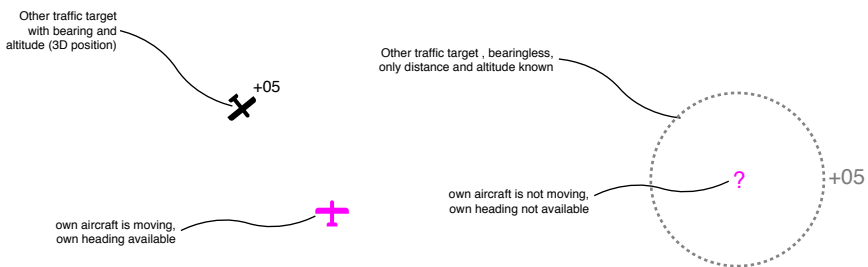 Other traffic target
with bearing and
altitude (3D position)
+05
own aircraft is moving,
own heading available
Other traffic target , bearingless,
only distance and altitude known
?
+05
own aircraft is not moving,
own heading not available